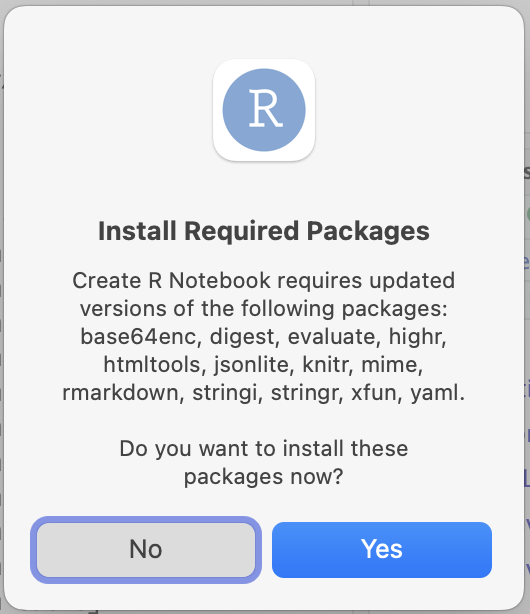 R
Install Required Packages
Create R Notebook requires updated
versions of the following packages:
base64enc, digest, evaluate, highr,
htmltools, jsonlite, knitr, mime,
rmarkdown, stringi, stringr, xfun, yaml.
Do you want to install these
packages now?
No
Yes